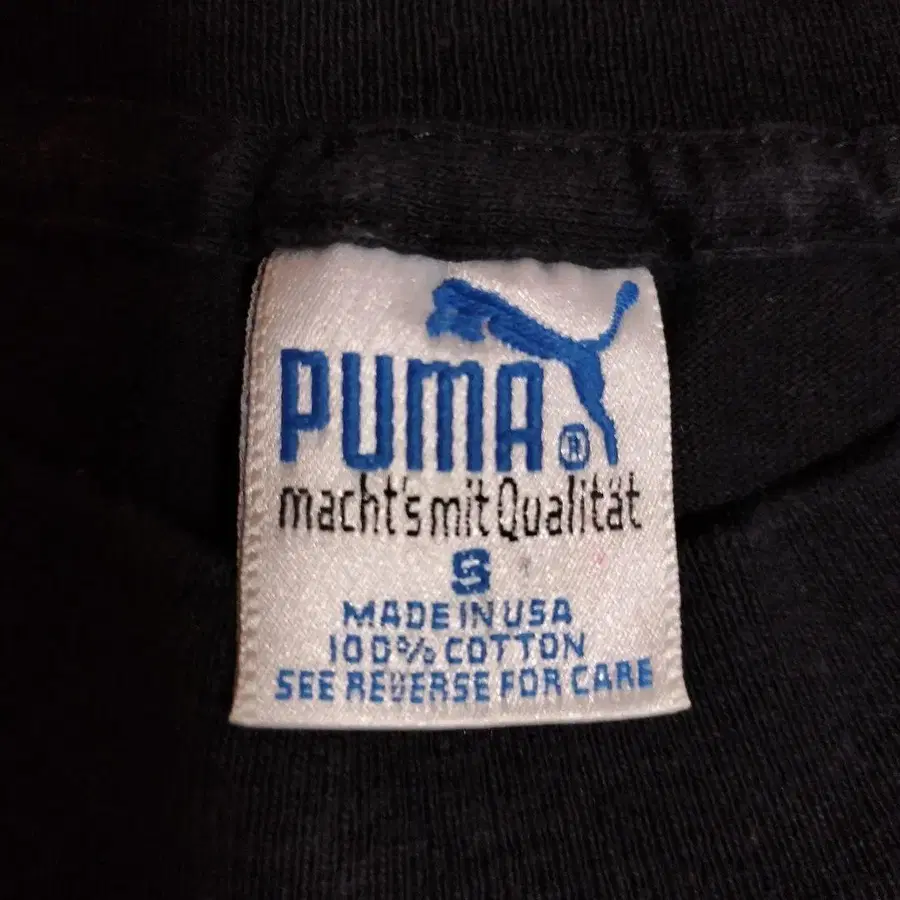 PUMA®
macht's mit Qualität
S
MADE IN USA
100% COTTON
SEE REVERSE FOR CARE